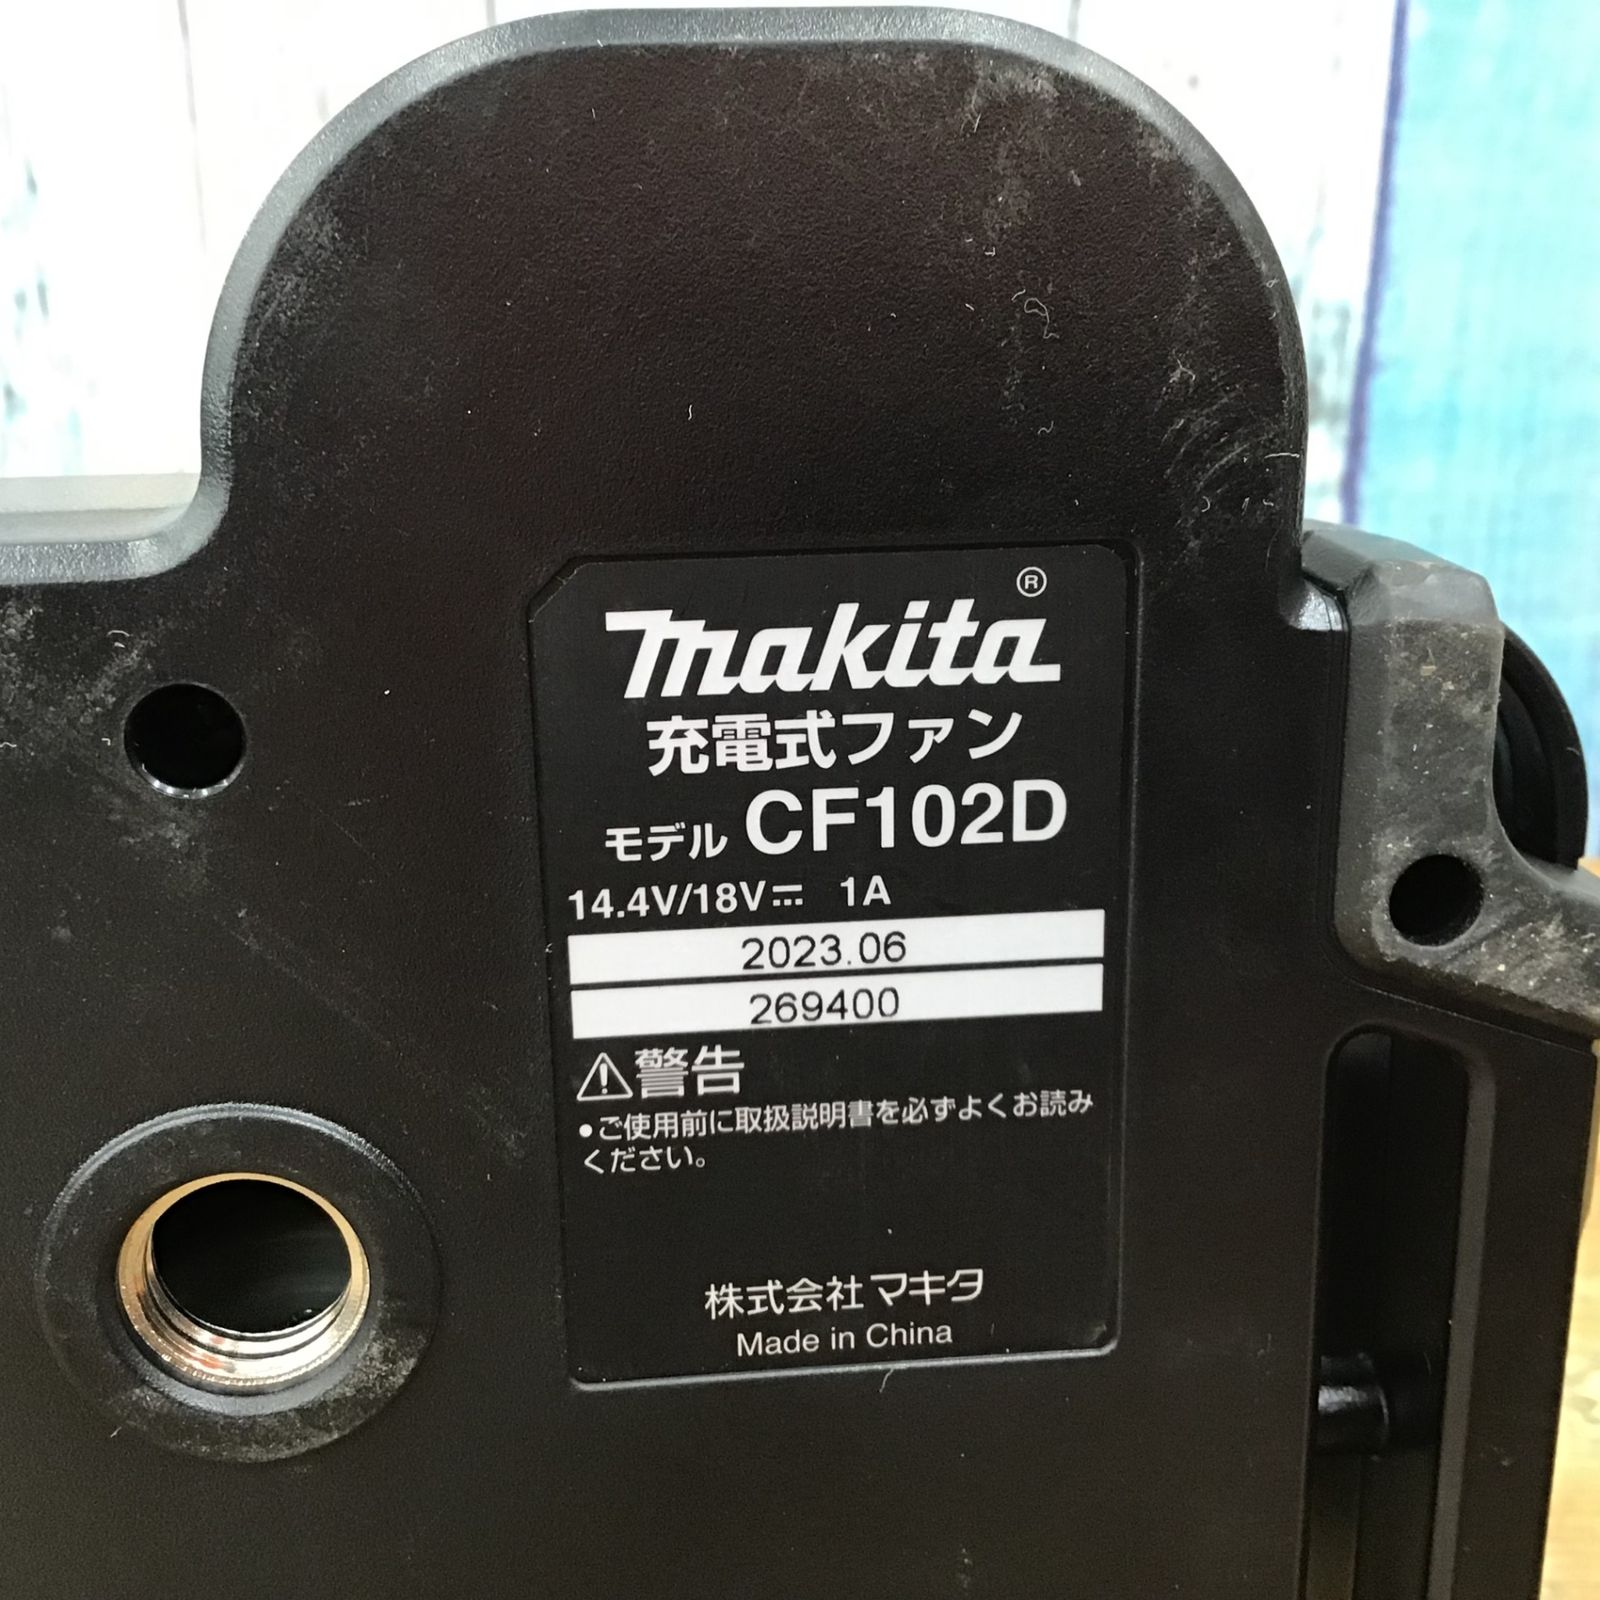 makita®
充電式ファン
モデル CF102D
14.4V/18V⎓ 1A
2023.06
269400
⚠警告
●ご使用前に取扱説明書を必ずよくお読み
ください。
株式会社マキタ
Made in China